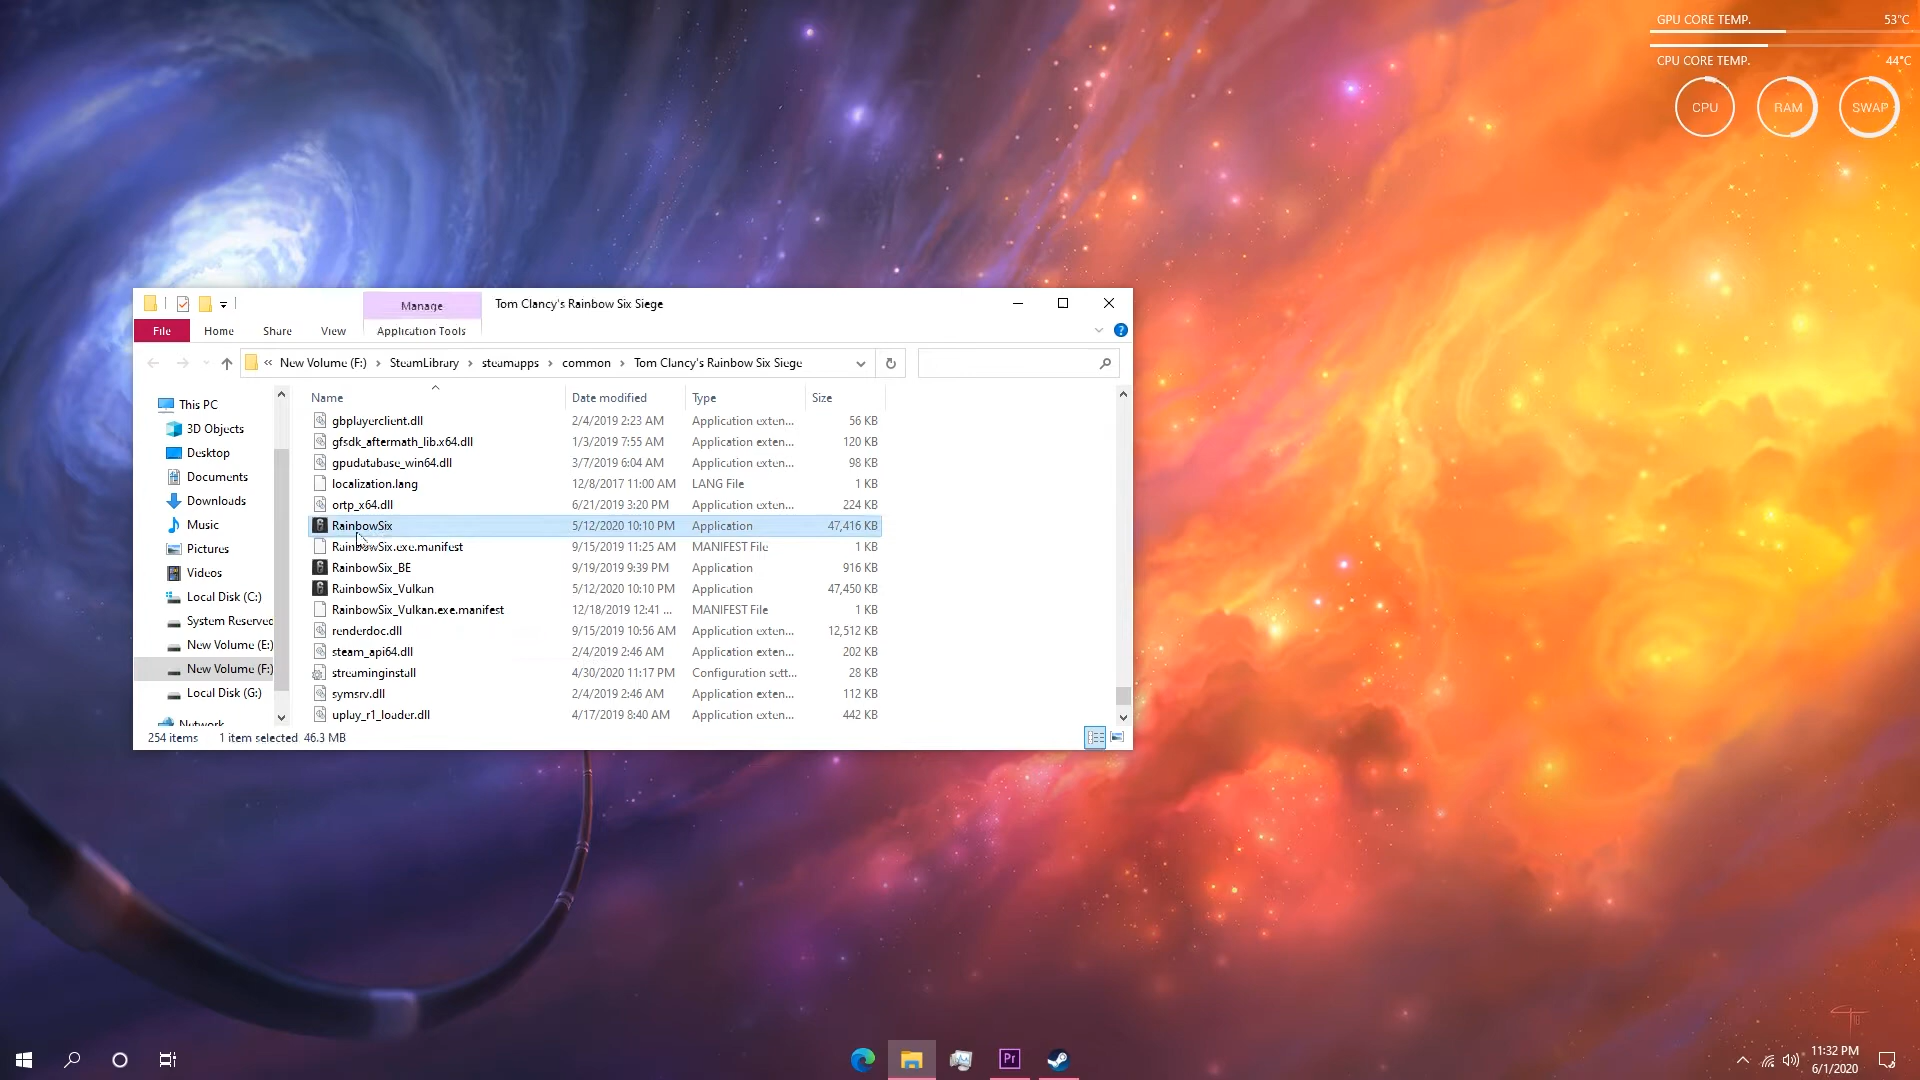 GPU CORE TEMP. 53°C
CPU CORE TEMP. 44°C
CPU RAM SWAP
Manage Tom Clancy's Rainbow Six Siege
File Home Share View Application Tools
« New Volume (F:) › SteamLibrary › steamapps › common › Tom Clancy's Rainbow Six Siege
This PC
3D Objects
Desktop
Documents
Downloads
Music
Pictures
Videos
Local Disk (C:)
System Reserved
New Volume (E:)
New Volume (F:)
Local Disk (G:)
Network
Name Date modified Type Size
gbplayerclient.dll 2/4/2019 2:23 AM Application exten... 56 KB
gfsdk_aftermath_lib.x64.dll 1/3/2019 7:55 AM Application exten... 120 KB
gpudatabase_win64.dll 3/7/2019 6:04 AM Application exten... 98 KB
localization.lang 12/8/2017 11:00 AM LANG File 1 KB
ortp_x64.dll 6/21/2019 3:20 PM Application exten... 224 KB
RainbowSix 5/12/2020 10:10 PM Application 47,416 KB
RainbowSix.exe.manifest 9/15/2019 11:25 AM MANIFEST File 1 KB
RainbowSix_BE 9/19/2019 9:39 PM Application 916 KB
RainbowSix_Vulkan 5/12/2020 10:10 PM Application 47,450 KB
RainbowSix_Vulkan.exe.manifest 12/18/2019 12:41 ... MANIFEST File 1 KB
renderdoc.dll 9/15/2019 10:56 AM Application exten... 12,512 KB
steam_api64.dll 2/4/2019 2:46 AM Application exten... 202 KB
streaminginstall 4/30/2020 11:17 PM Configuration sett... 28 KB
symsrv.dll 2/4/2019 2:46 AM Application exten... 112 KB
uplay_r1_loader.dll 4/17/2019 8:40 AM Application exten... 442 KB
254 items 1 item selected 46.3 MB
Pr
11:32 PM
6/1/2020